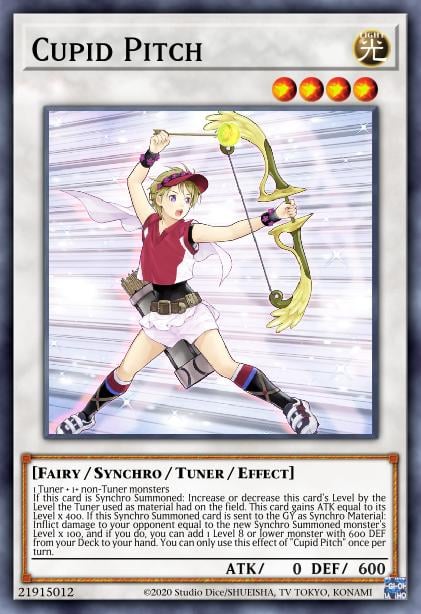 CUPID PITCH
LIGHT
光
[FAIRY / SYNCHRO / TUNER / EFFECT]
1 Tuner + 1+ non-Tuner monsters
If this card is Synchro Summoned: Increase or decrease this card's Level by
the Level the Tuner used as material had on the field. This card gains ATK equal to its
Level x 400. If this Synchro Summoned card is sent to the GY as Synchro Material:
Inflict damage to your opponent equal to the new Synchro Summoned monster's
Level x 100, and if you do, you can add 1 Level 8 or lower monster with 600 DEF
from your Deck to your hand. You can only use this effect of "Cupid Pitch" once per
turn.
ATK/ 0 DEF/ 600
21915012
©2020 Studio Dice/SHUEISHA, TV TOKYO, KONAMI